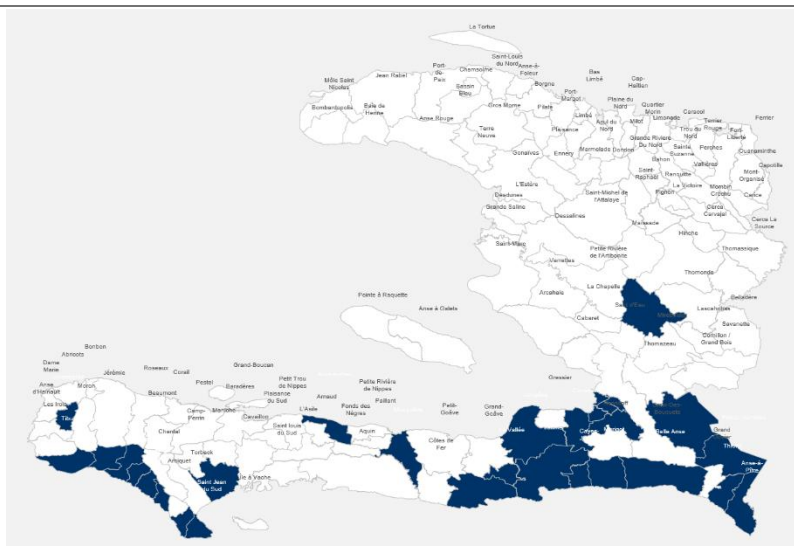 La Tortue
Saint-Louis
du Nord
Anse-à-
Foleur
Port-
de-
Paix
Chamsolme
Bas
Limbé
Cap-
Haïtien
Jean Rabel
Môle Saint
Nicolas
Bassin
Bleu
Borgne
Port-
Margot
Plaine du
Nord
Quartier
Morin
Limonade
Caracol
Ferrier
Bombardopolis
Baie de
Henne
Anse Rouge
Gros Morne
Pilate
Limbé
Acul du
Nord
Milot
Trou du
Nord
Terrier
Rouge
Fort-
Liberté
Terre
Neuve
Plaisance
Grande Rivière
Du Nord
Sainte
Suzanne
Perches
Ouanaminthe
Gonaïves
Ennery
Marmelade
Dondon
Bahon
Vallières
Capotille
Saint-
Raphaël
Ranquitte
Mont-
Organisé
L'Estère
Pignon
La Victoire
Mombin
Crochu
Carice
Desdunes
Saint-Michel de
l'Attalaye
Grande Saline
Cerca
Carvajal
Dessalines
Maïssade
Cerca La
Source
Hinche
Saint-Marc
Petite Rivière
de l'Artibonite
Thomassique
Verrettes
Thomonde
La Chapelle
Pointe à Raquette
Arcahaie
Belladère
Anse à Galets
Saut d'Eau
Lascahobas
Cabaret
Savanette
Cornillon /
Grand Bois
Thomazeau
Bonbon
Abricots
Dame
Marie
Jérémie
Roseaux
Corail
Grand-Boucan
Gressier
Anse
d'Hainault
Moron
Pestel
Baradères
Petit Trou
de Nippes
Petite Rivière
de Nippes
Beaumont
Plaisance
du Sud
Arnaud
Paillant
Petit-
Goâve
Grand-
Goâve
Les Irois
Camp-
Perrin
Maniche
Cavaillon
L'Asile
Fonds des
Nègres
Chantal
Saint louis
du Sud
Aquin
Vallée
Belle Anse
Grand
Côtes de
Fer
Torbeck
Arniquet
Île à Vache
Anse-à-
Pitre
Saint Jean
du Sud